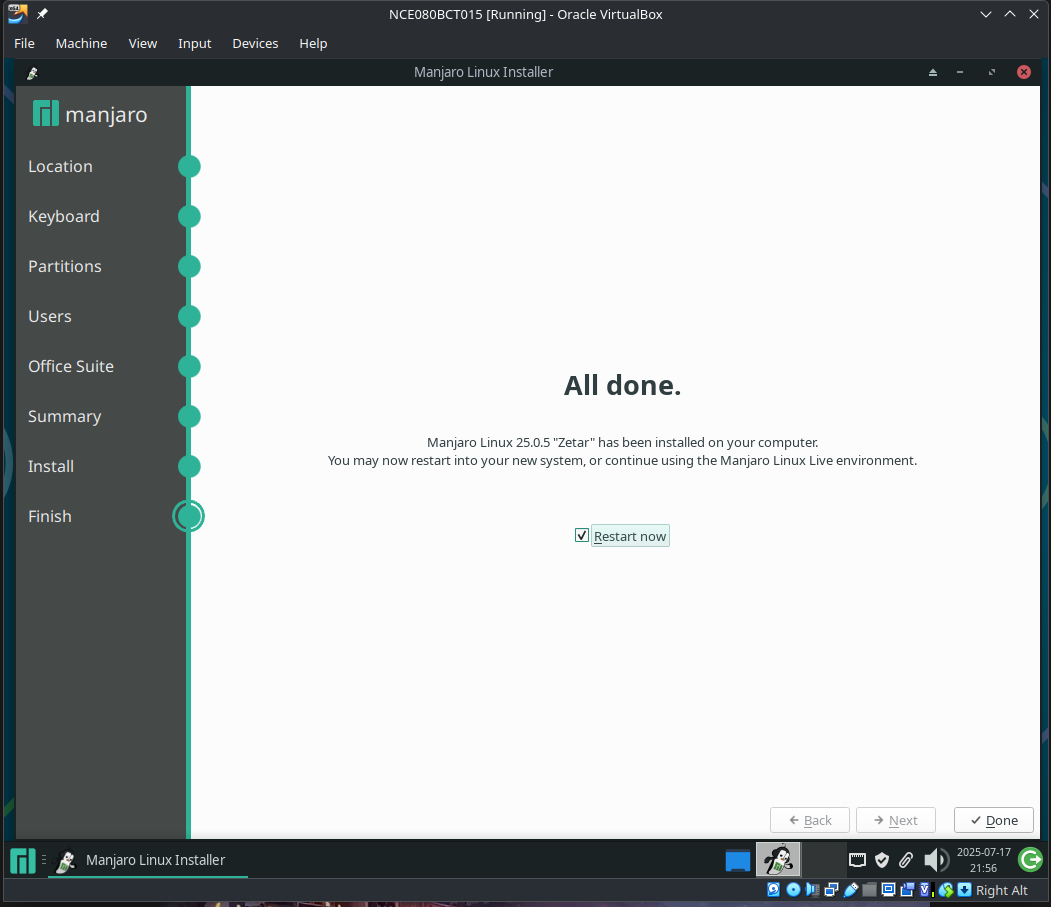 NCE080BCT015 [Running] - Oracle VirtualBox
File Machine View Input Devices Help
Manjaro Linux Installer
manjaro
Location
Keyboard
Partitions
Users
Office Suite
Summary
Install
Finish
All done.
Manjaro Linux 25.0.5 "Zetar" has been installed on your computer.
You may now restart into your new system, or continue using the Manjaro Linux Live environment.
Restart now
Back Next Done
Manjaro Linux Installer
2025-07-17
21:56
Right Alt